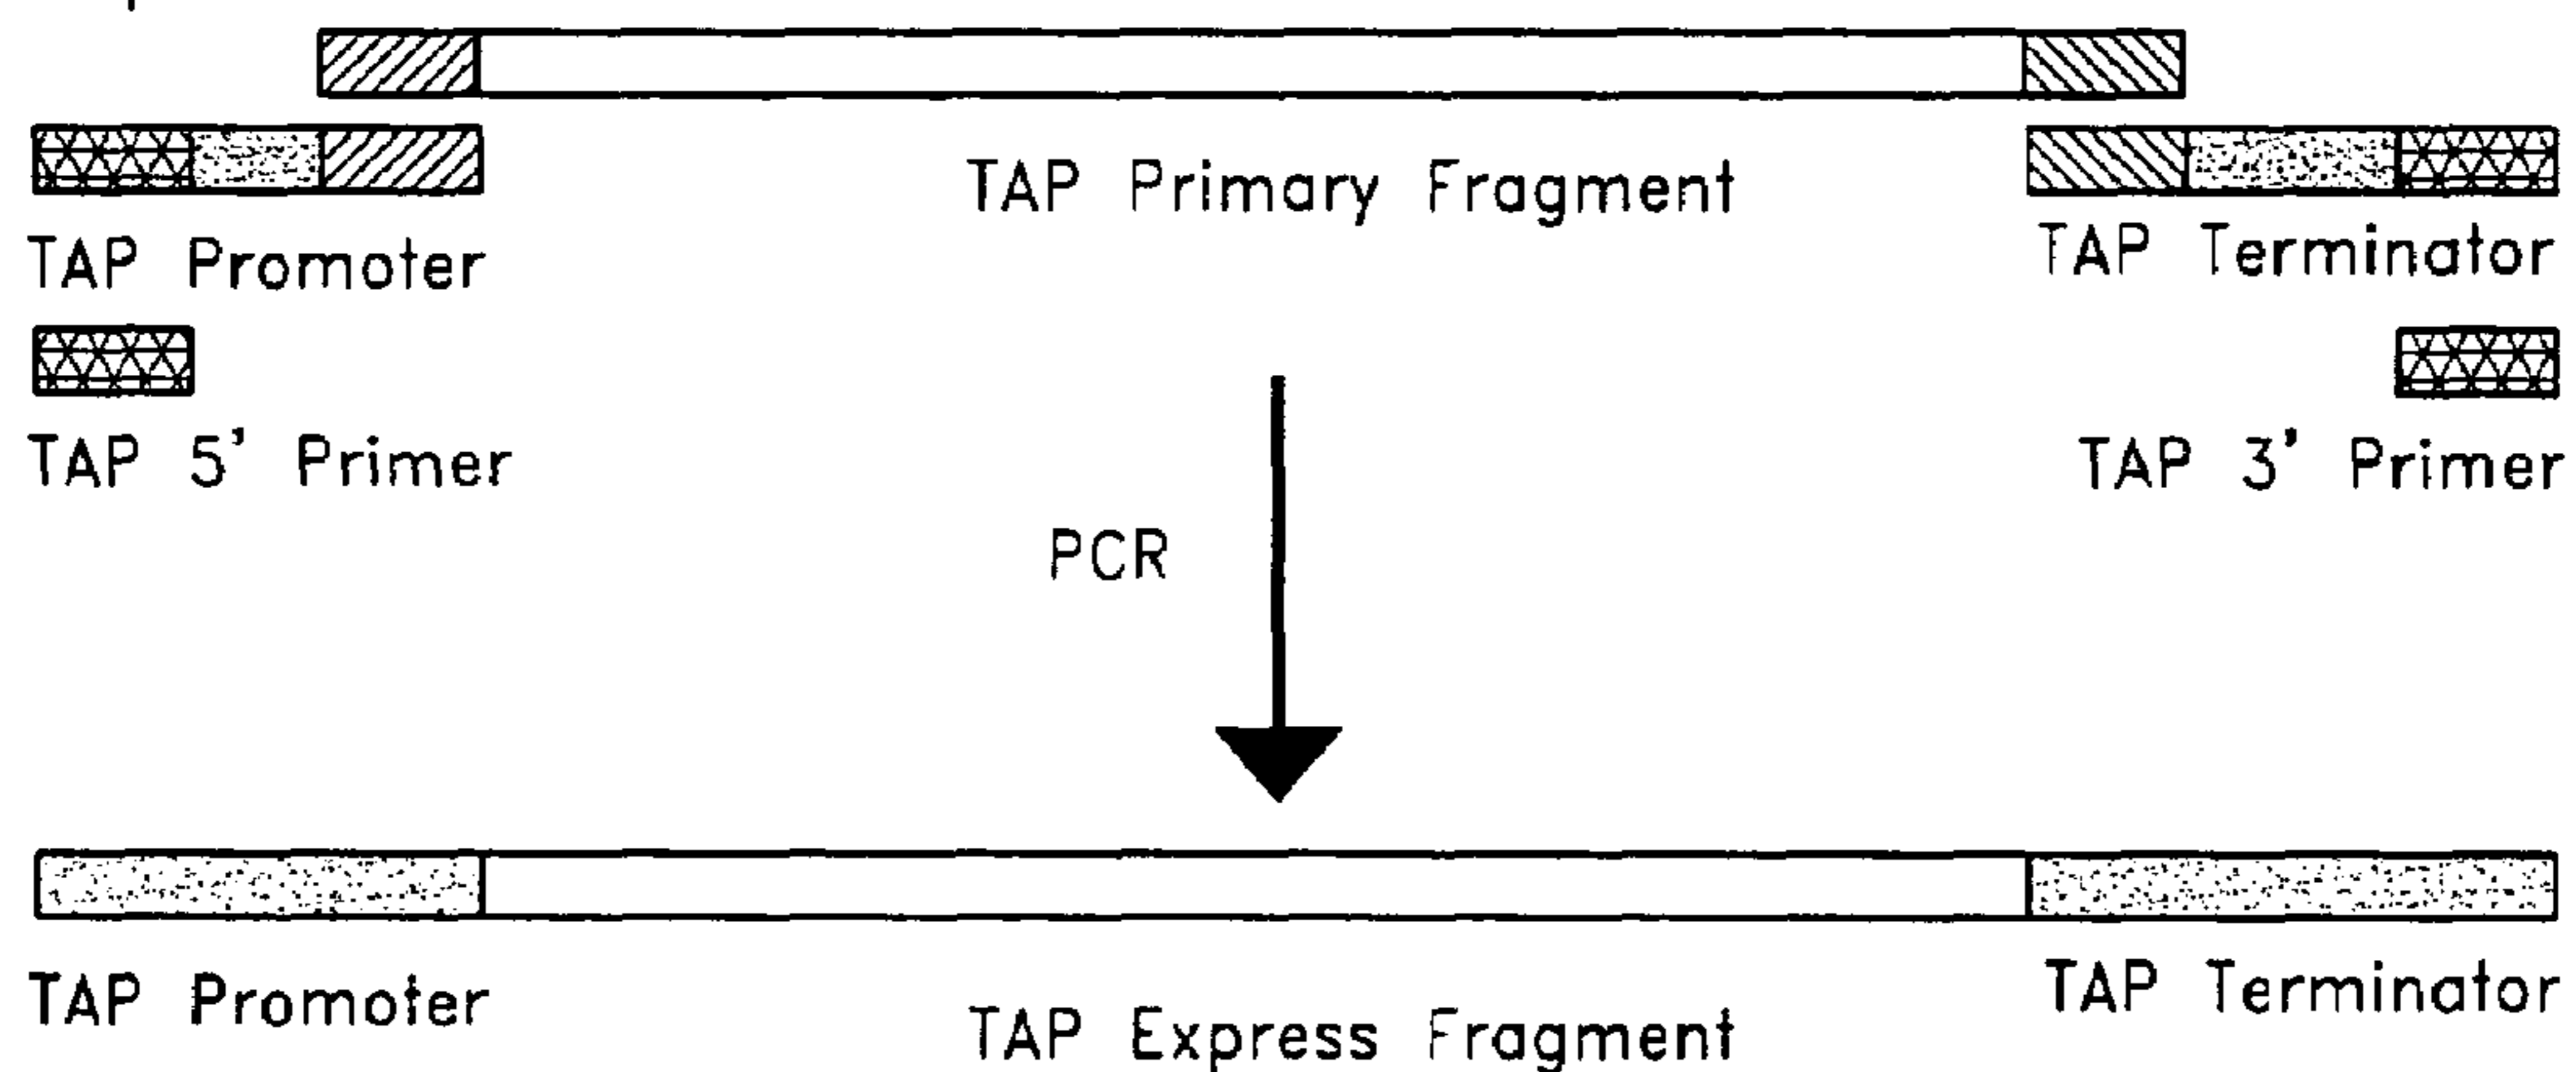 TAP Primary Fragment
TAP Promoter
TAP Terminator
TAP 5' Primer
TAP 3' Primer
PCR
TAP Promoter
TAP Express Fragment
TAP Terminator